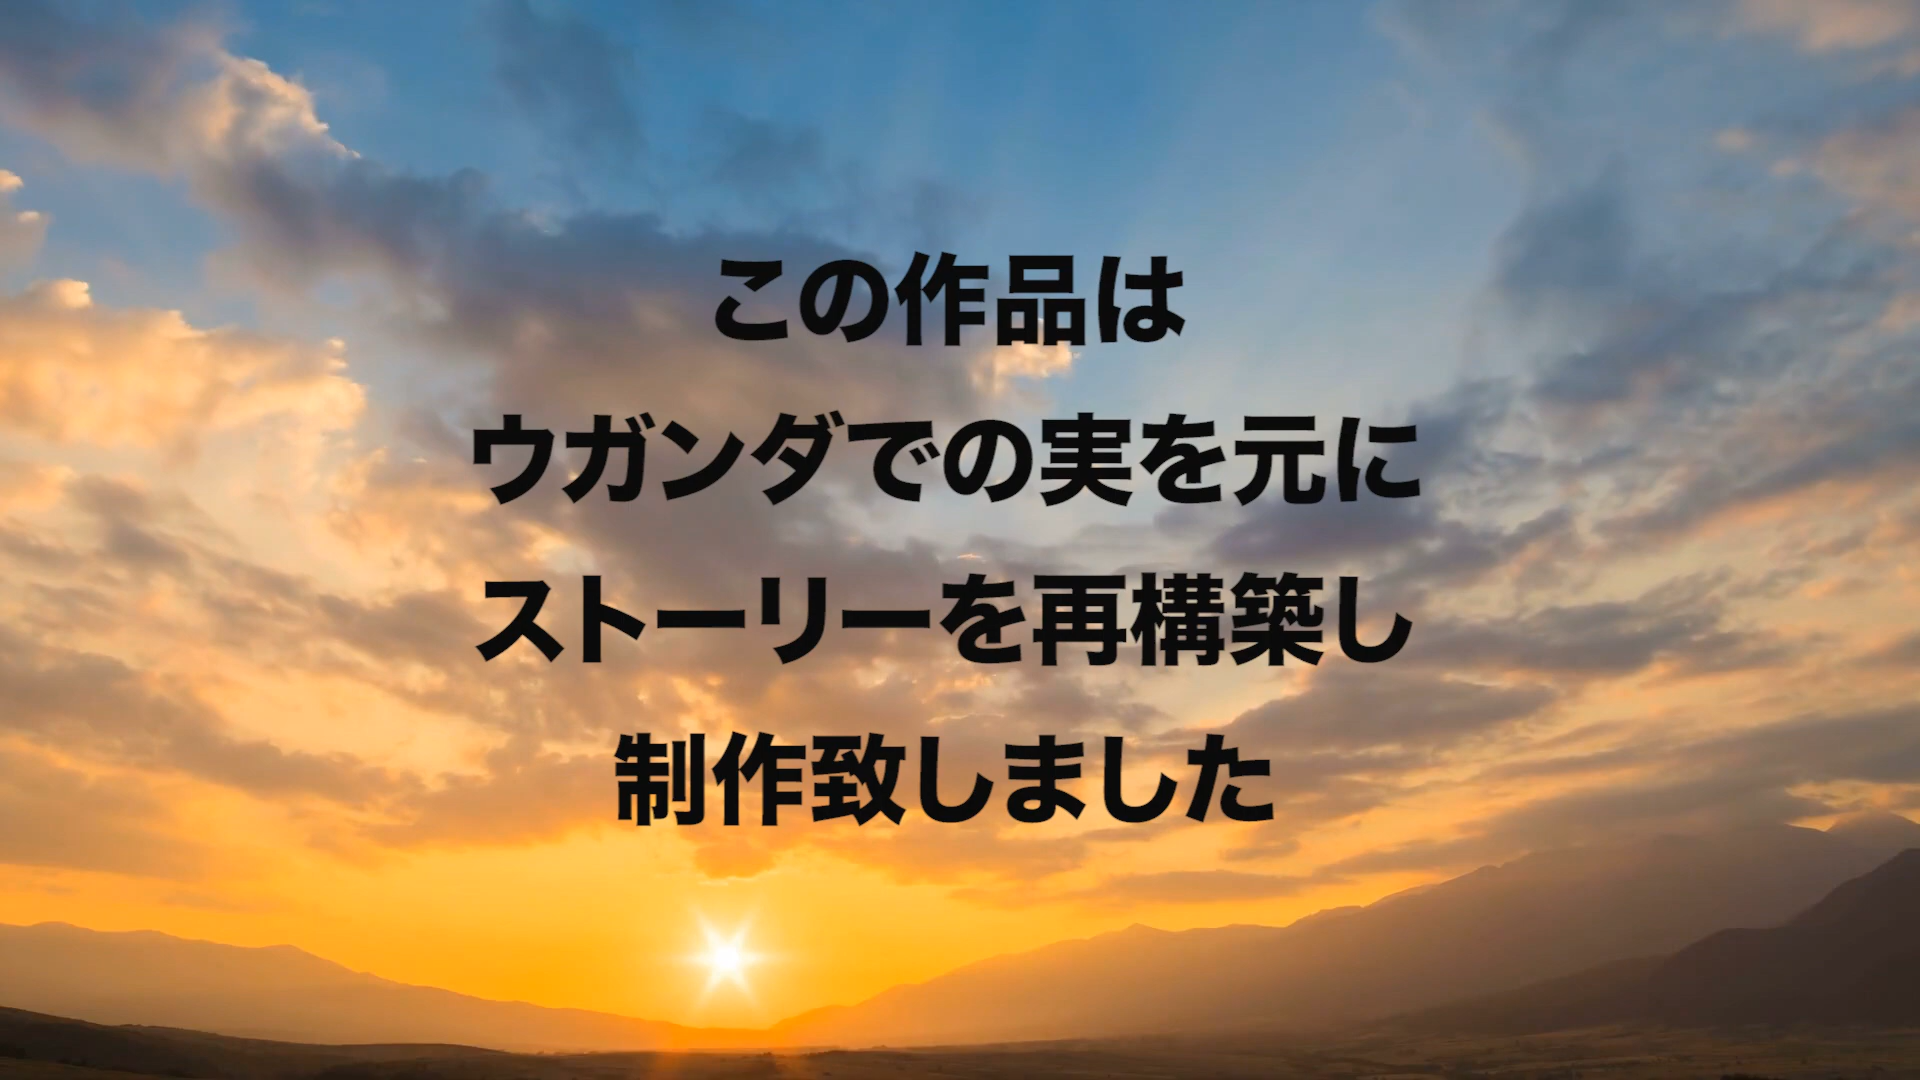 この作品は
ウガンダでの実を元に
ストーリーを再構築し
制作致しました